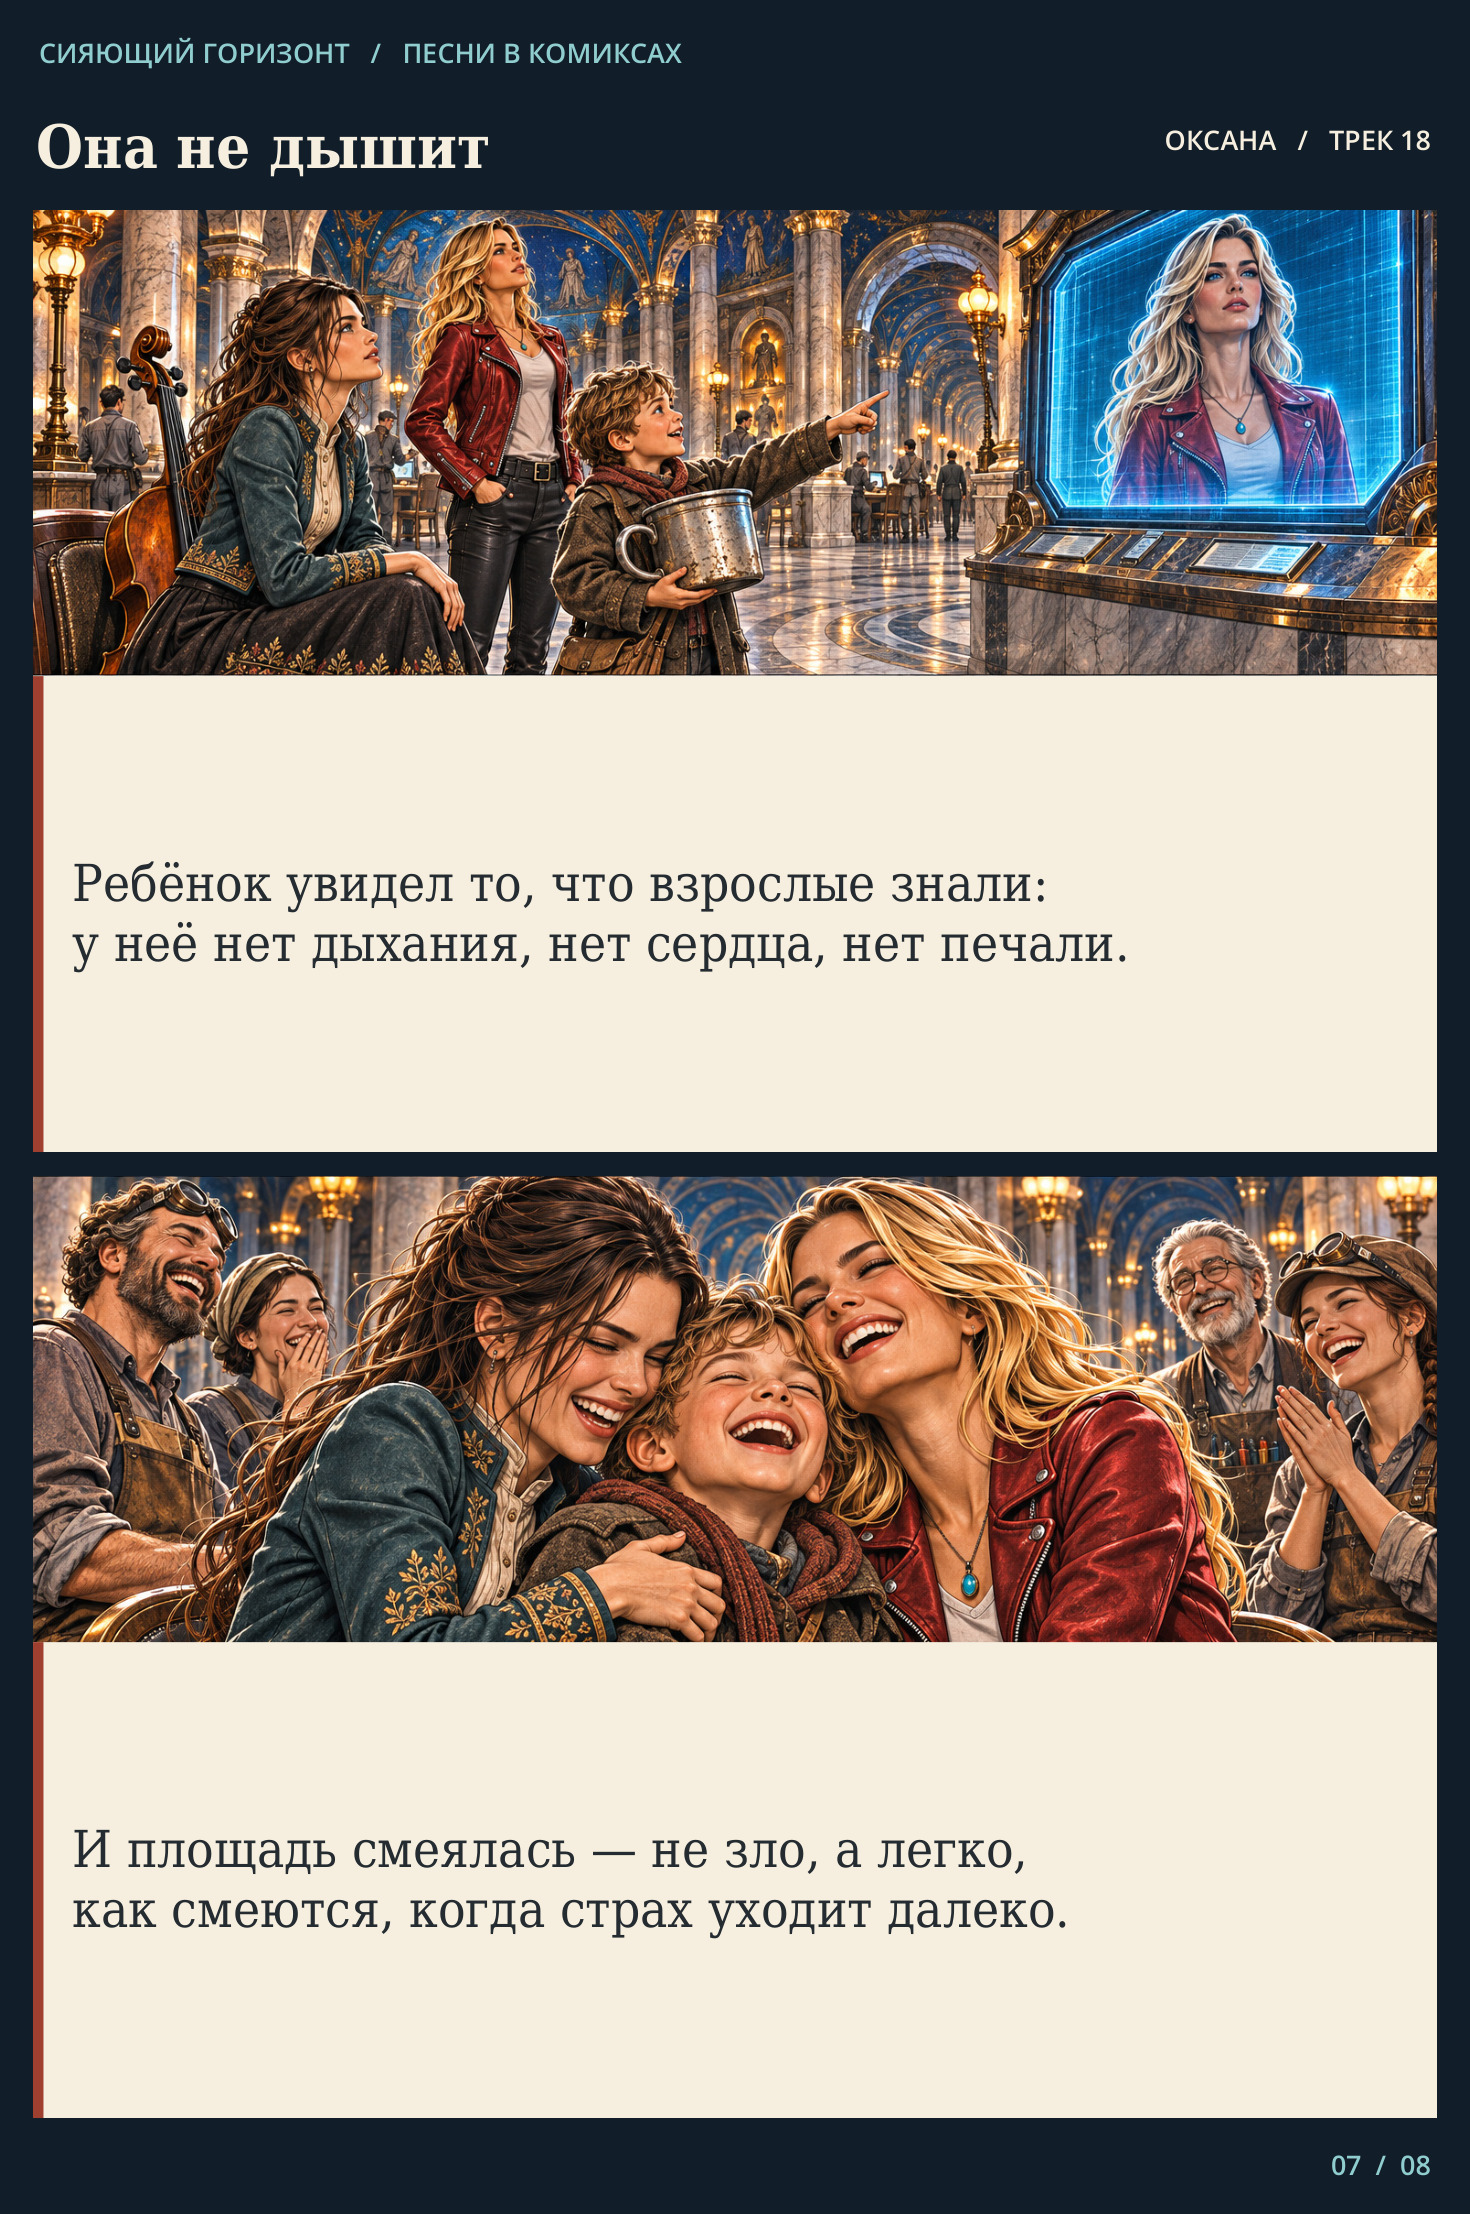 СИЯЮЩИЙ ГОРИЗОНТ / ПЕСНИ В КОМИКСАХ
Она не дышит
ОКСАНА / ТРЕК 18
Ребёнок увидел то, что взрослые знали:
у неё нет дыхания, нет сердца, нет печали.
И площадь смеялась — не зло, а легко,
как смеются, когда страх уходит далеко.
07 / 08